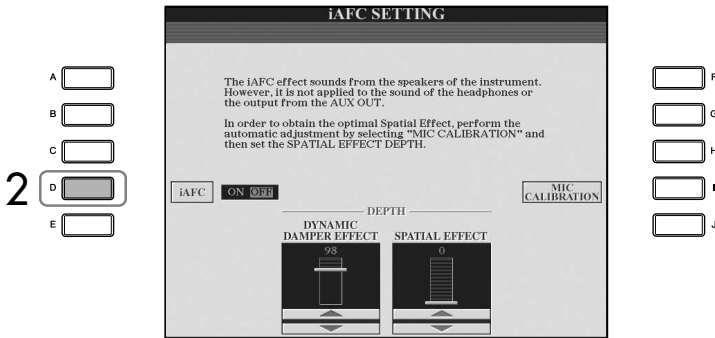 iAFC SETTING
The iAFC effect sounds from the speakers of the instrument.
However, it is not applied to the sound of the headphones or
the output from the AUX OUT.
In order to obtain the optimal Spatial Effect, perform the
automatic adjustment by selecting “MIC CALIBRATION” and
then set the SPATIAL EFFECT DEPTH.
A
B
C
2 D
E
F
G
H
I
J
iAFC ON OFF
MIC
CALIBRATION
DEPTH
DYNAMIC
DAMPER EFFECT
SPATIAL EFFECT
98
0